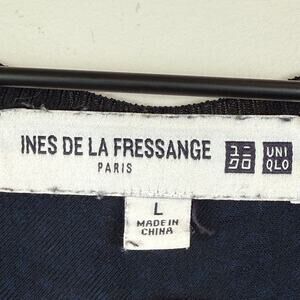 INES DE LA FRESSANGE
PARIS
ユニ
クロ
UNI
QLO
L
MADE IN
CHINA